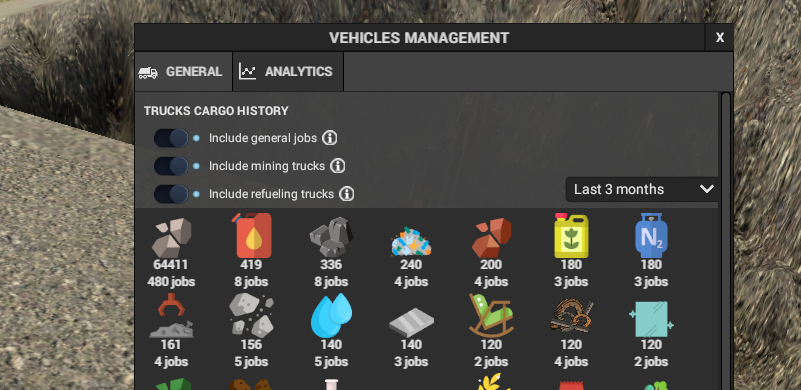 VEHICLES MANAGEMENT X
GENERAL ANALYTICS
TRUCKS CARGO HISTORY
Include general jobs i
Include mining trucks i
Include refueling trucks i
Last 3 months
N2
64411 419 336 240 200 180 180
480 jobs 8 jobs 8 jobs 4 jobs 4 jobs 3 jobs 3 jobs
161 156 140 140 120 120 120
4 jobs 5 jobs 5 jobs 3 jobs 2 jobs 4 jobs 2 jobs